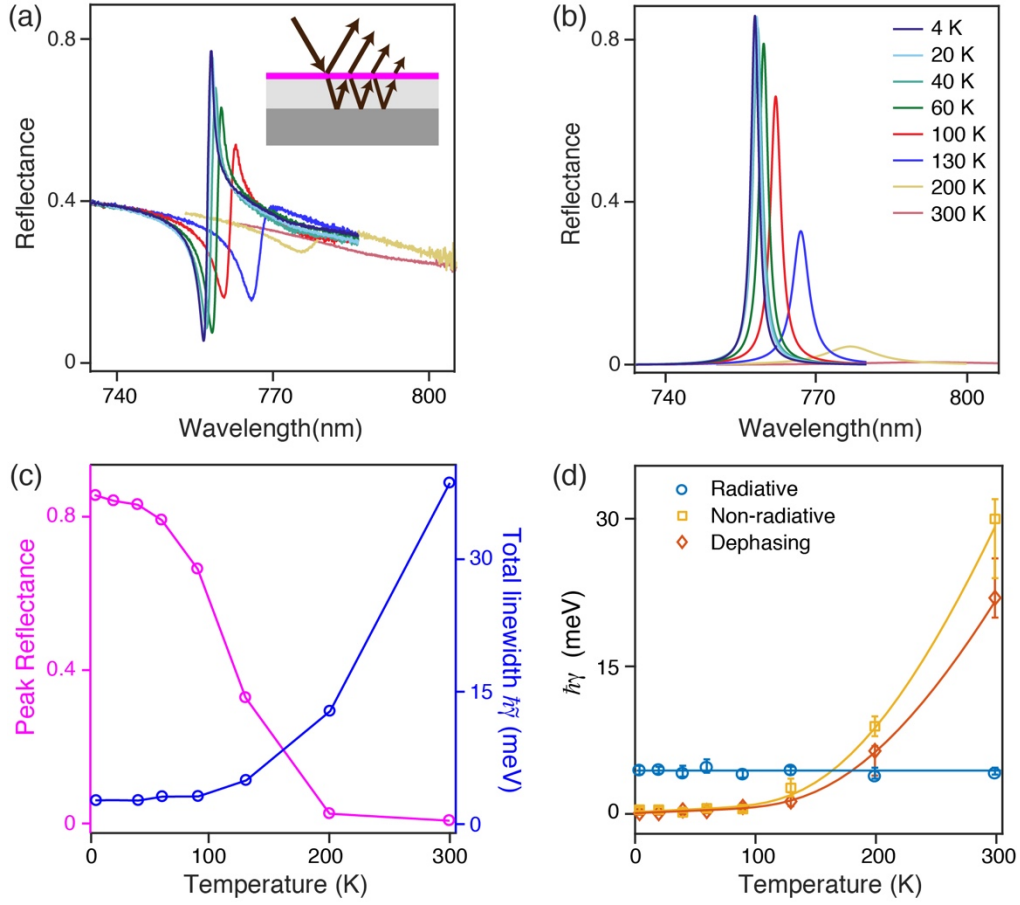 (a)
0.8
0.4
0
Reflectance
740
770
800
Wavelength(nm)
(b)
0.8
0.4
0
Reflectance
4 K
20 K
40 K
60 K
100 K
130 K
200 K
300 K
740
770
800
Wavelength(nm)
(c)
0.8
0.4
0
Peak Reflectance
30
15
0
Total linewidth ℏγ̃ (meV)
0
100
200
300
Temperature (K)
(d)
Radiative
Non-radiative
Dephasing
30
15
0
ℏγ (meV)
0
100
200
300
Temperature (K)